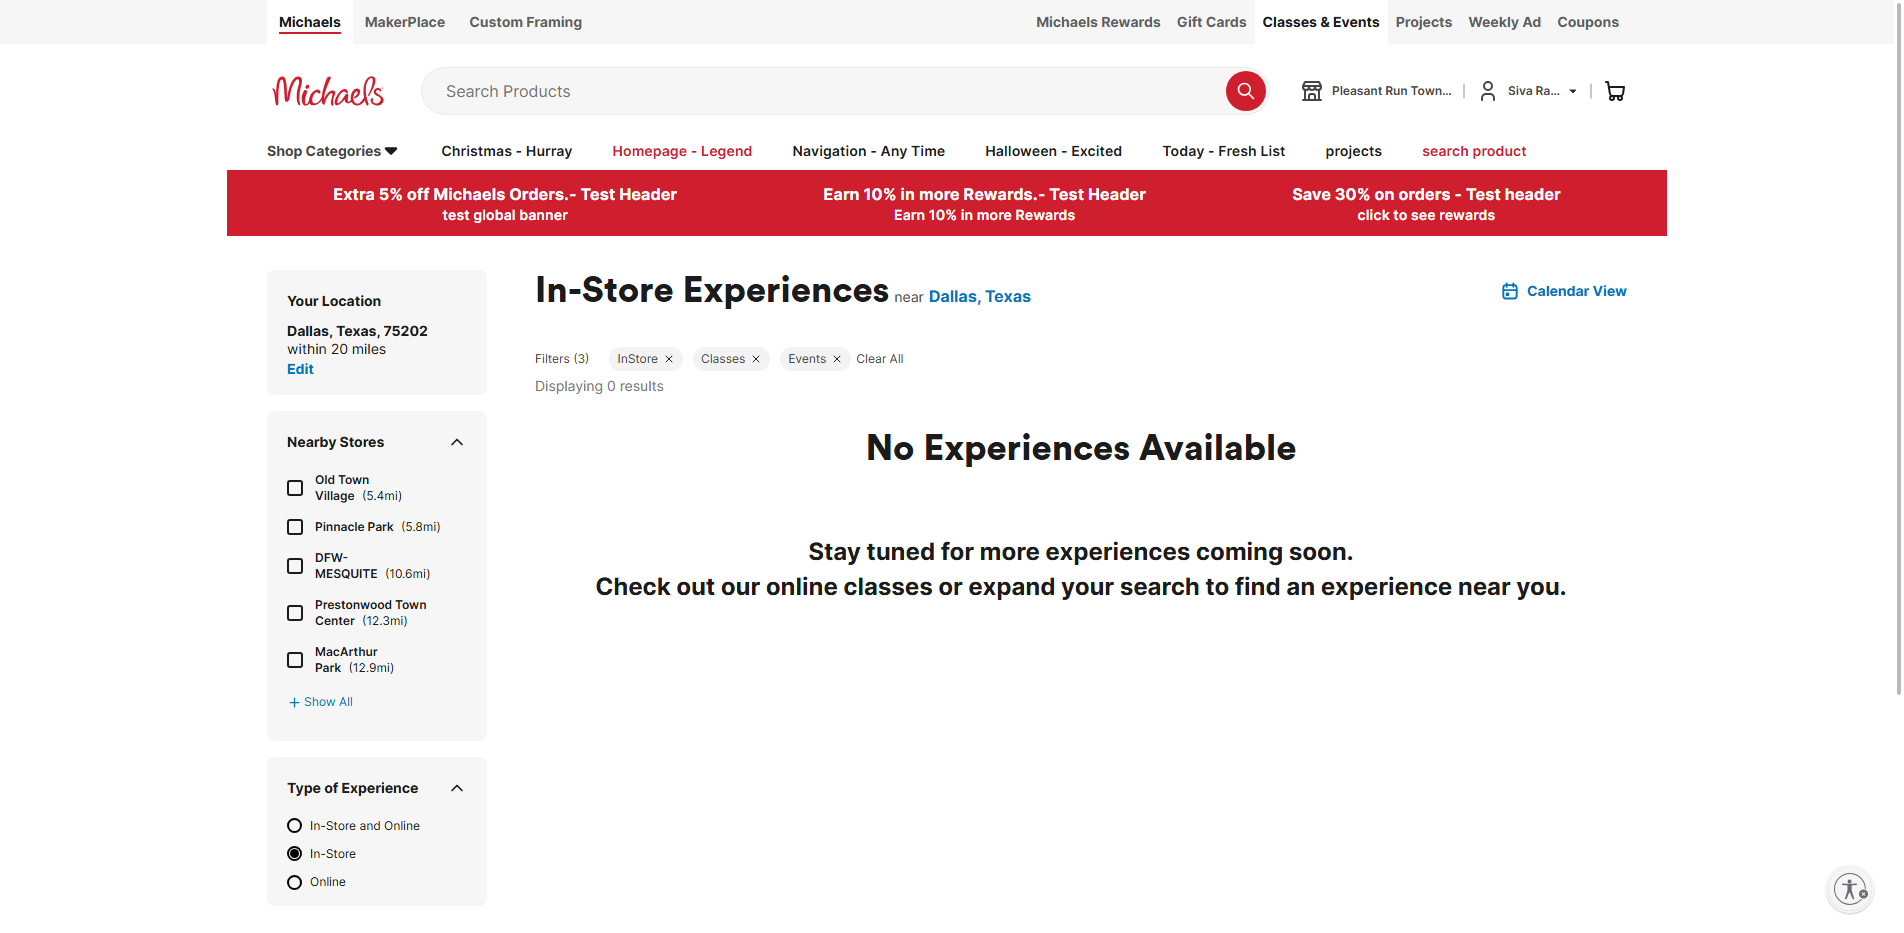 Michaels MakerPlace Custom Framing Michaels Rewards Gift Cards Classes & Events Projects Weekly Ad Coupons
Michaels Search Products Pleasant Run Town... Siva Ra...
Shop Categories Christmas - Hurray Homepage - Legend Navigation - Any Time Halloween - Excited Today - Fresh List projects search product
Extra 5% off Michaels Orders.- Test Header Earn 10% in more Rewards.- Test Header Save 30% on orders - Test header
test global banner Earn 10% in more Rewards click to see rewards
Your Location
Dallas, Texas, 75202
within 20 miles
Edit
Nearby Stores
Old Town
Village (5.4mi)
Pinnacle Park (5.8mi)
DFW-
MESQUITE (10.6mi)
Prestonwood Town
Center (12.3mi)
MacArthur
Park (12.9mi)
+ Show All
Type of Experience
In-Store and Online
In-Store
Online
In-Store Experiences near Dallas, Texas
Calendar View
Filters (3) InStore Classes Events Clear All
Displaying 0 results
No Experiences Available
Stay tuned for more experiences coming soon.
Check out our online classes or expand your search to find an experience near you.